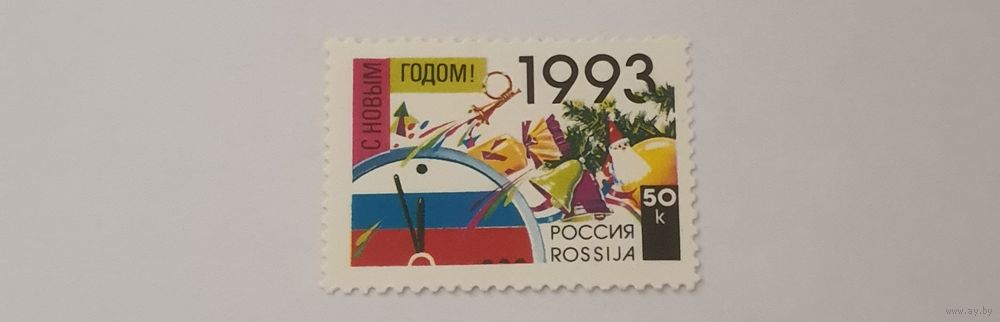 С НОВЫМ
ГОДОМ!
1993
50
k
РОССИЯ
ROSSIJA
www.ay.by